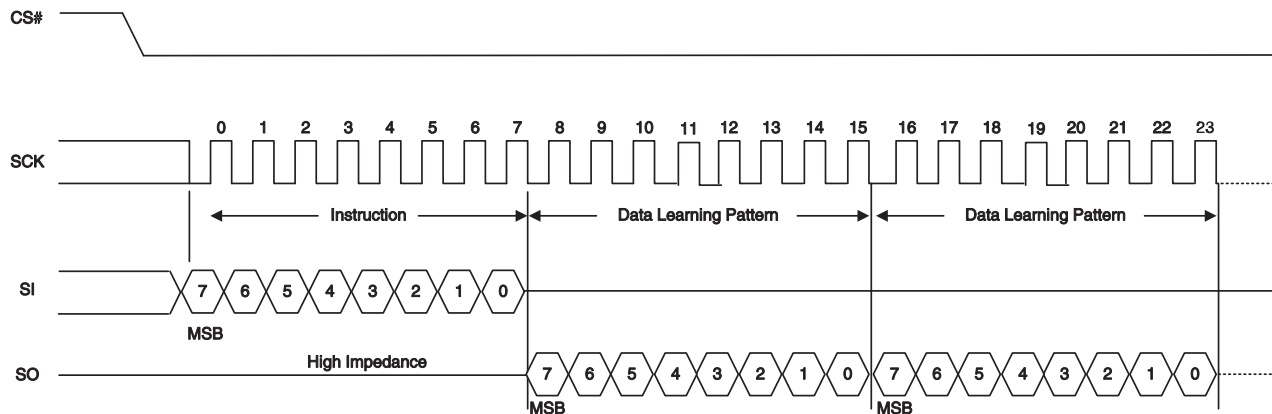 CS#
0 1 2 3 4 5 6 7 8 9 10 11 12 13 14 15 16 17 18 19 20 21 22 23
SCK
Instruction Data Learning Pattern Data Learning Pattern
SI 7 6 5 4 3 2 1 0
MSB
High Impedance
SO 7 6 5 4 3 2 1 0 7 6 5 4 3 2 1 0
MSB MSB